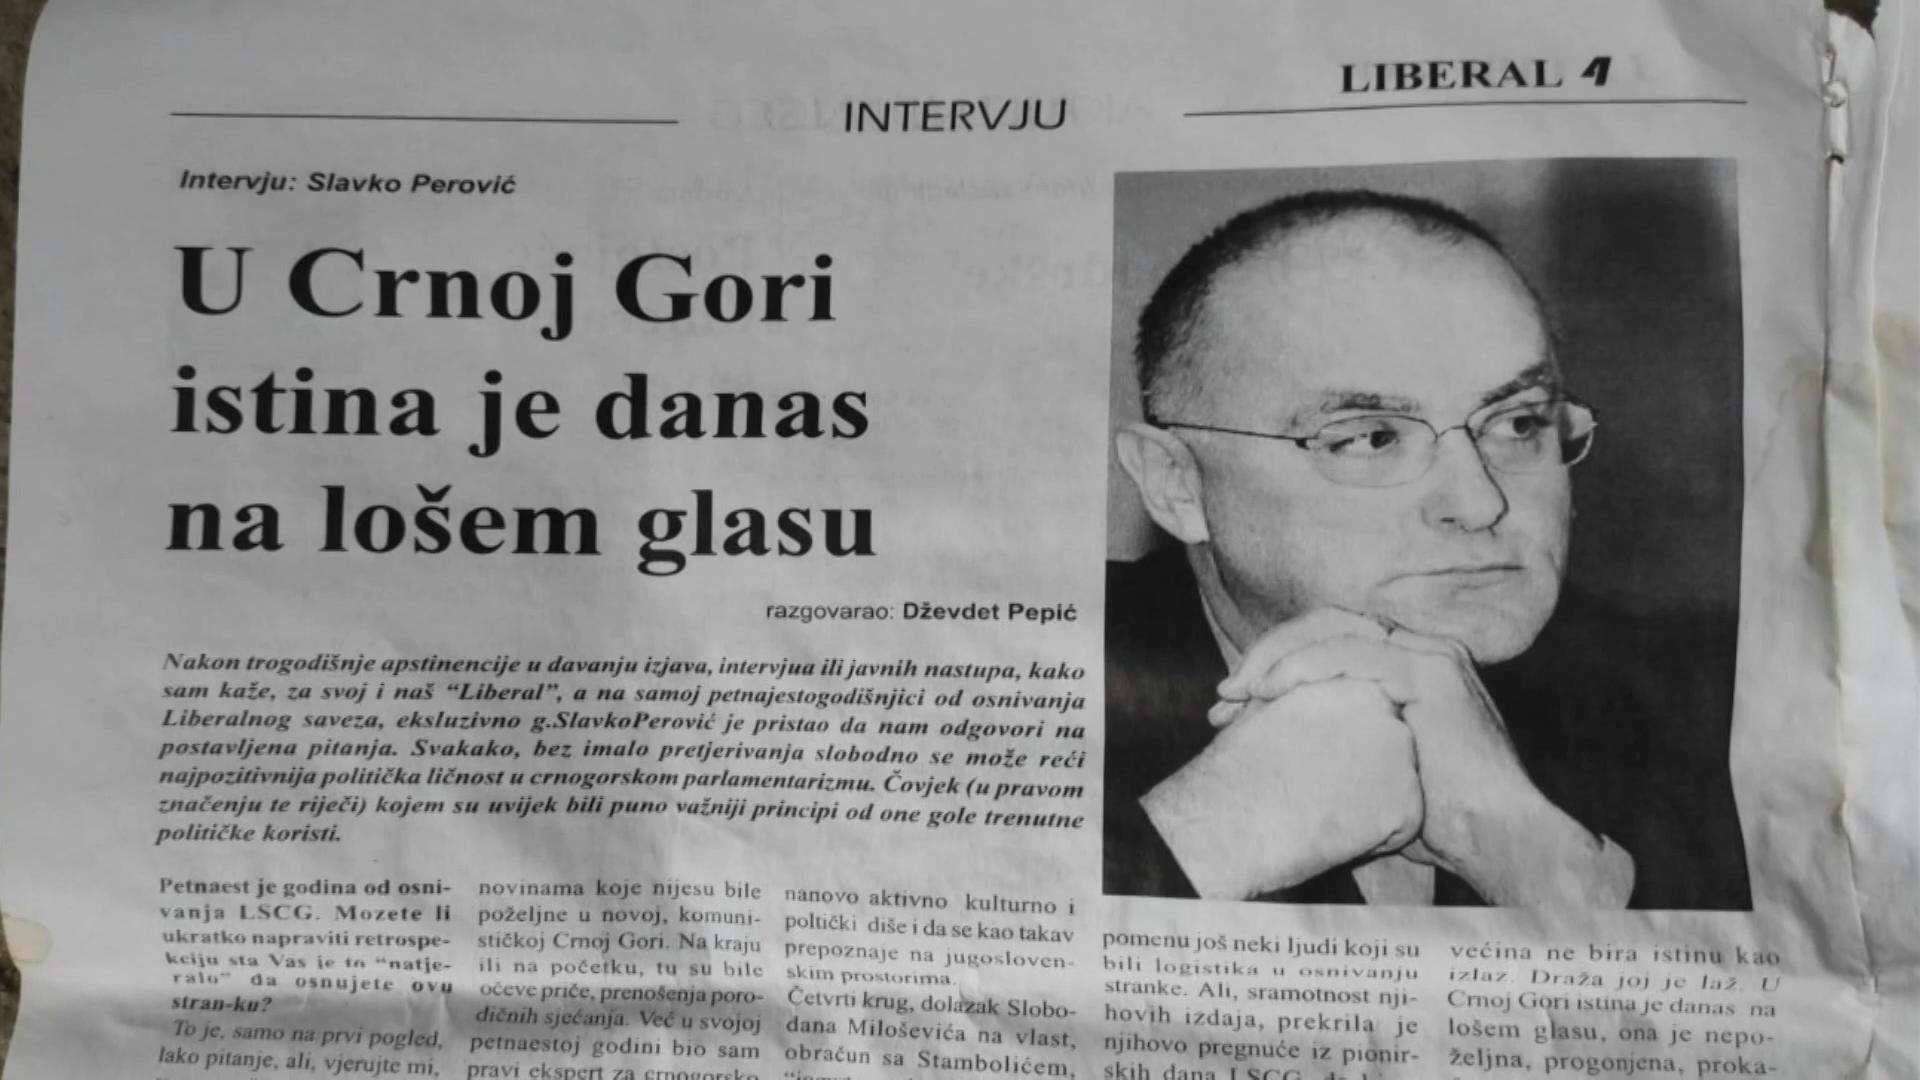 LIBERAL 4
INTERVJU
Intervju: Slavko Perović
U Crnoj Gori
istina je danas
na lošem glasu
razgovarao: Dževdet Pepić
Nakon trogodišnje apstinencije u davanju izjava, intervjua ili javnih nastupa, kako
sam kaže, za svoj i naš “Liberal”, a na samoj petnajestogodišnjici od osnivanja
Liberalnog saveza, eksluzivno g.SlavkoPerović je pristao da nam odgovori na
postavljena pitanja. Svakako, bez imalo pretjerivanja slobodno se može reći
najpozitivnija politička ličnost u crnogorskom parlamentarizmu. Čovjek (u pravom
značenju te riječi) kojem su uvijek bili puno važniji principi od one gole trenutne
političke koristi.
Petnaest je godina od osni-
vanja LSCG. Mozete li
ukratko napraviti retrospe-
kciju sta Vas je to “natje-
ralo” da osnujete ovu
stran-ku?
To je, samo na prvi pogled,
lako pitanje, ali, vjerujte mi,
novinama koje nijesu bile
poželjne u novoj, komuni-
stičkoj Crnoj Gori. Na kraju
ili na početku, tu su bile
očeve priče, prenošenja poro-
dičnih sjećanja. Već u svojoj
petnaestoj godini bio sam
pravi ekspert za crnogorsko
nanovo aktivno kulturno i
poltički diše i da se kao takav
prepoznaje na jugosloven-
skim prostorima.
Četvrti krug, dolazak Slobo-
dana Miloševića na vlast,
obračun sa Stambolićem,
pomenu još neki ljudi koji su
bili logistika u osnivanju
stranke. Ali, sramotnost nji-
hovih izdaja, prekrila je
njihovo pregnuće iz pionir-
skih dana LSCG, da
većina ne bira istinu kao
izlaz. Draža joj je laž. U
Crnoj Gori istina je danas na
lošem glasu, ona je nepo-
željna, progonjena, proka-